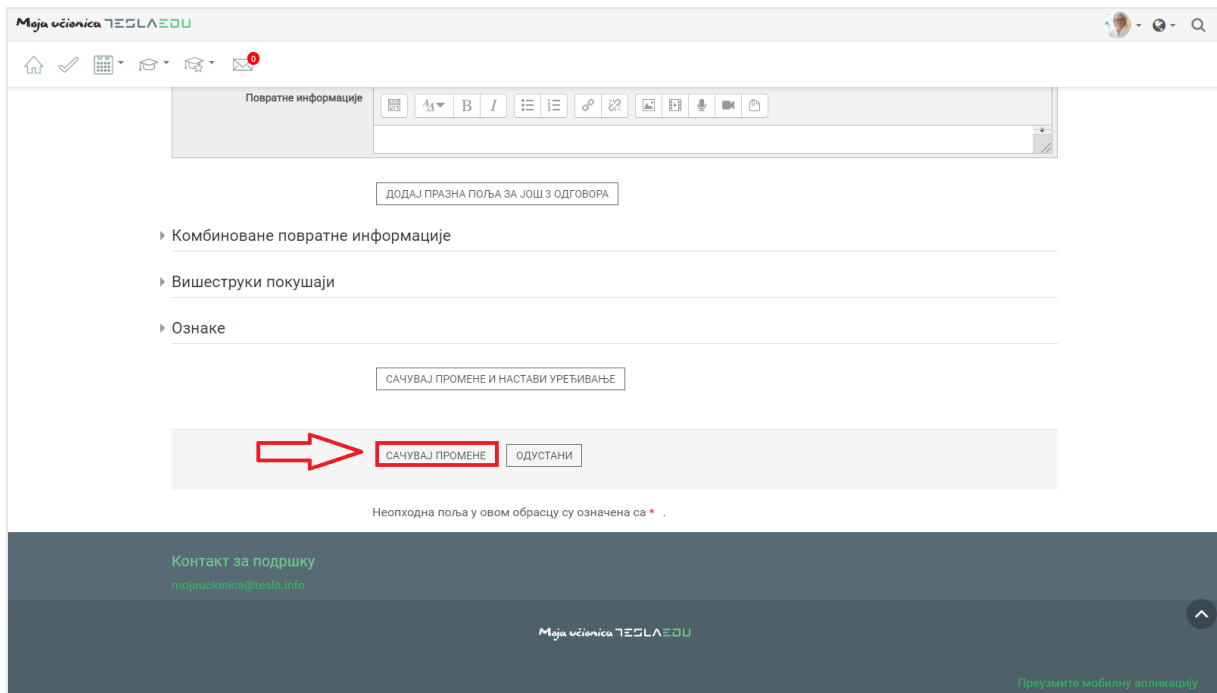 Moja učionica TESLAEDU
0
Повратне информације
B I
ДОДАЈ ПРАЗНА ПОЉА ЗА ЈОШ 3 ОДГОВОРА
Комбиноване повратне информације
Вишеструки покушаји
Ознаке
САЧУВАЈ ПРОМЕНЕ И НАСТАВИ УРЕЂИВАЊЕ
САЧУВАЈ ПРОМЕНЕ ОДУСТАНИ
Неопходна поља у овом обрасцу су означена са * .
Контакт за подршку
mojaucionica@tesla.info
Moja učionica TESLAEDU
Преузмите мобилну апликацију